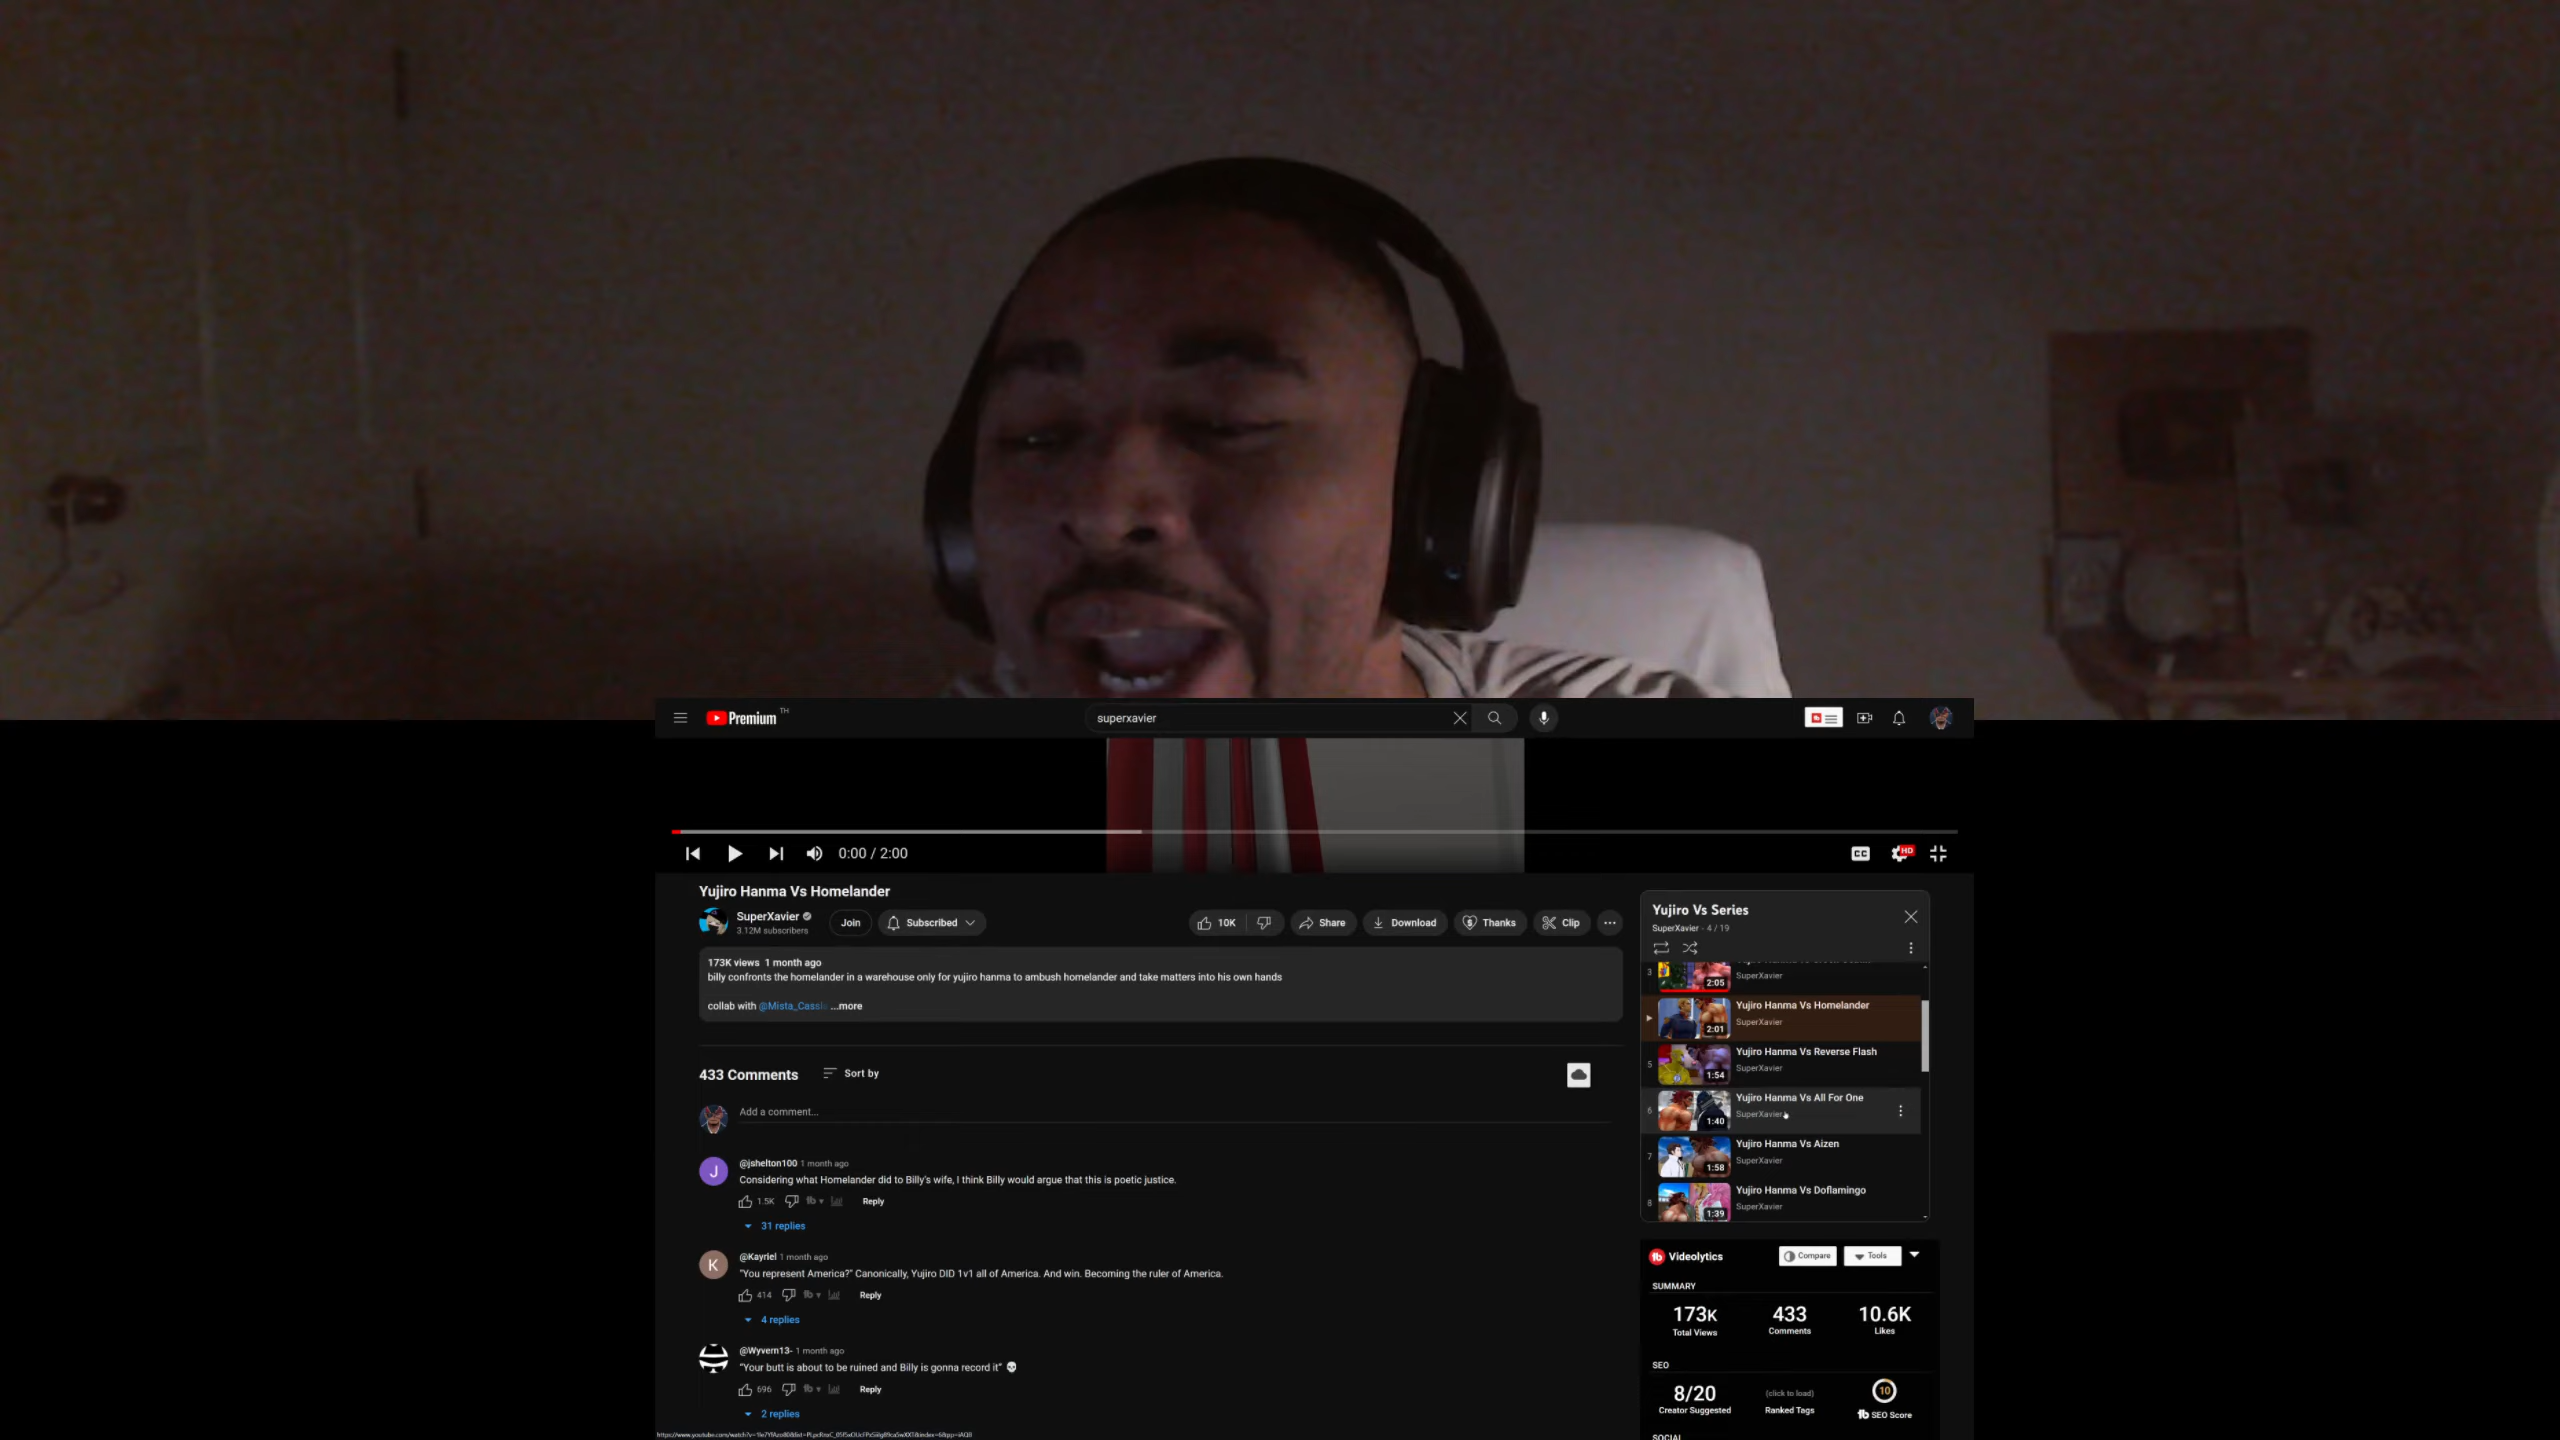 Premium TH
superxavier
0:00 / 2:00
CC
HD
Yujiro Hanma Vs Homelander
SuperXavier
3.12M subscribers
Join
Subscribed
10K
Share
Download
Thanks
Clip
173K views 1 month ago
billy confronts the homelander in a warehouse only for yujiro hanma to ambush homelander and take matters into his own hands
collab with @Mista_Cassi ...more
433 Comments
Sort by
Add a comment...
J
@jshelton100 1 month ago
Considering what Homelander did to Billy's wife, I think Billy would argue that this is poetic justice.
1.5K
Reply
31 replies
K
@Kayriel 1 month ago
"You represent America?" Canonically, Yujiro DID 1v1 all of America. And win. Becoming the ruler of America.
414
Reply
4 replies
@Wyvern13- 1 month ago
"Your butt is about to be ruined and Billy is gonna record it" 💀
696
Reply
2 replies
Yujiro Vs Series
SuperXavier - 4 / 19
3
2:05
SuperXavier
2:01
Yujiro Hanma Vs Homelander
SuperXavier
5
1:54
Yujiro Hanma Vs Reverse Flash
SuperXavier
6
1:40
Yujiro Hanma Vs All For One
SuperXavier
7
1:58
Yujiro Hanma Vs Aizen
SuperXavier
8
1:39
Yujiro Hanma Vs Doflamingo
SuperXavier
Videolytics
Compare
Tools
SUMMARY
173K
Total Views
433
Comments
10.6K
Likes
SEO
8/20
Creator Suggested
(click to load)
Ranked Tags
10
SEO Score
SOCIAL